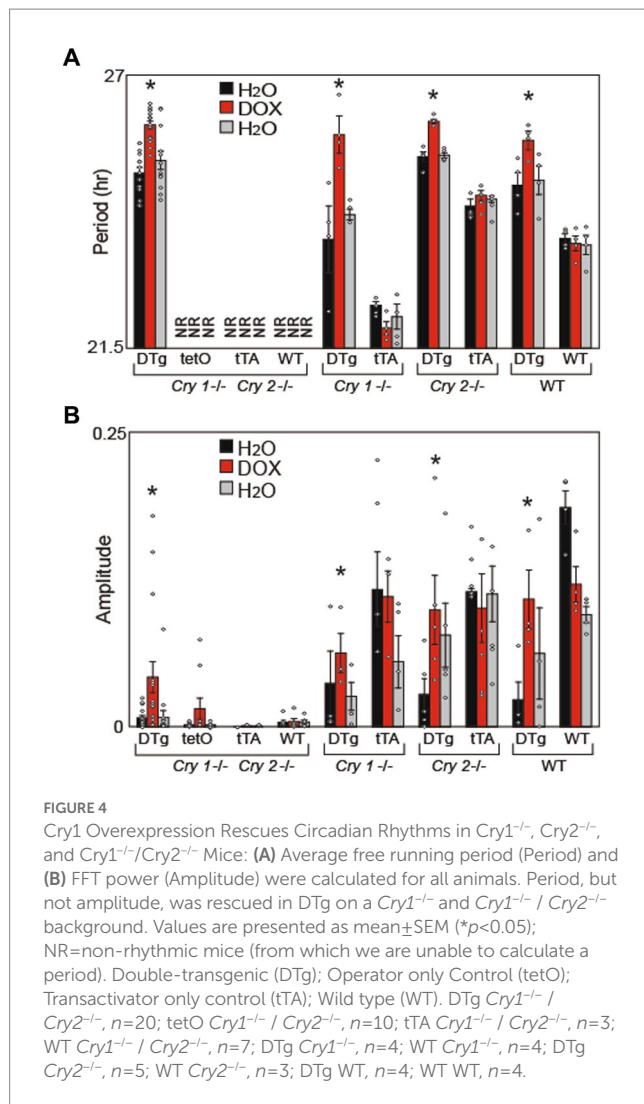 A
27
*
*
*
*
H2O
DOX
H2O
Period (hr)
NR NR NR NR NR NR NR NR NR
21.5
DTg tetO tTA WT DTg tTA DTg tTA DTg WT
Cry 1-/- Cry 2-/- Cry 1-/- Cry 2-/- WT
B
0.25
H2O
DOX
H2O
*
*
*
*
Amplitude
0
DTg tetO tTA WT DTg tTA DTg tTA DTg WT
Cry 1-/- Cry 2-/- Cry 1-/- Cry 2-/- WT
FIGURE 4
Cry1 Overexpression Rescues Circadian Rhythms in Cry1−/−, Cry2−/−,
and Cry1−/−/Cry2−/− Mice: (A) Average free running period (Period) and
(B) FFT power (Amplitude) were calculated for all animals. Period, but
not amplitude, was rescued in DTg on a Cry1−/− and Cry1−/− / Cry2−/−
background. Values are presented as mean±SEM (*p<0.05);
NR=non-rhythmic mice (from which we are unable to calculate a
period). Double-transgenic (DTg); Operator only Control (tetO);
Transactivator only control (tTA); Wild type (WT). DTg Cry1−/− /
Cry2−/−, n=20; tetO Cry1−/− / Cry2−/−, n=10; tTA Cry1−/− / Cry2−/−, n=3;
WT Cry1−/− / Cry2−/−, n=7; DTg Cry1−/−, n=4; WT Cry1−/−, n=4; DTg
Cry2−/−, n=5; WT Cry2−/−, n=3; DTg WT, n=4; WT WT, n=4.